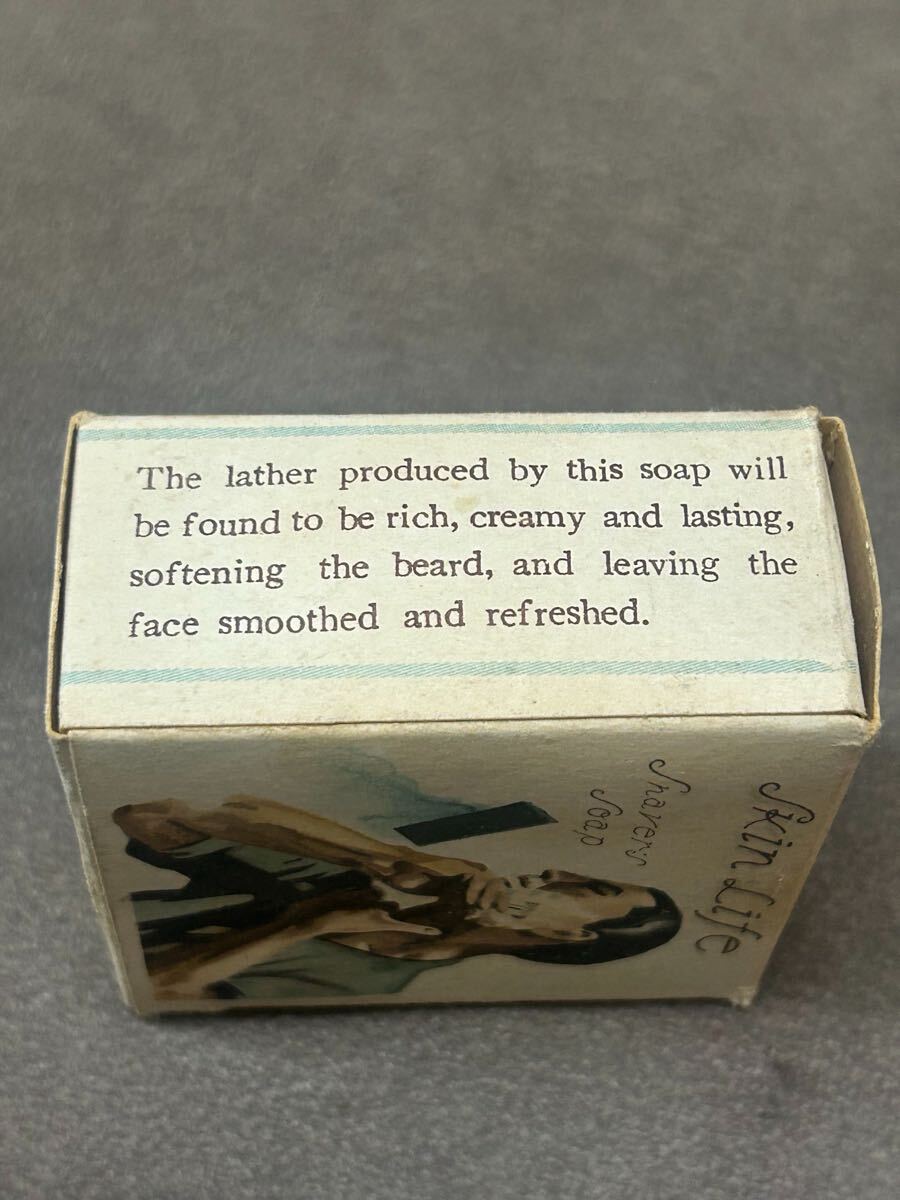 The lather produced by this soap will
be found to be rich, creamy and lasting,
softening the beard, and leaving the
face smoothed and refreshed.
Skin Life
Shavers
Soap